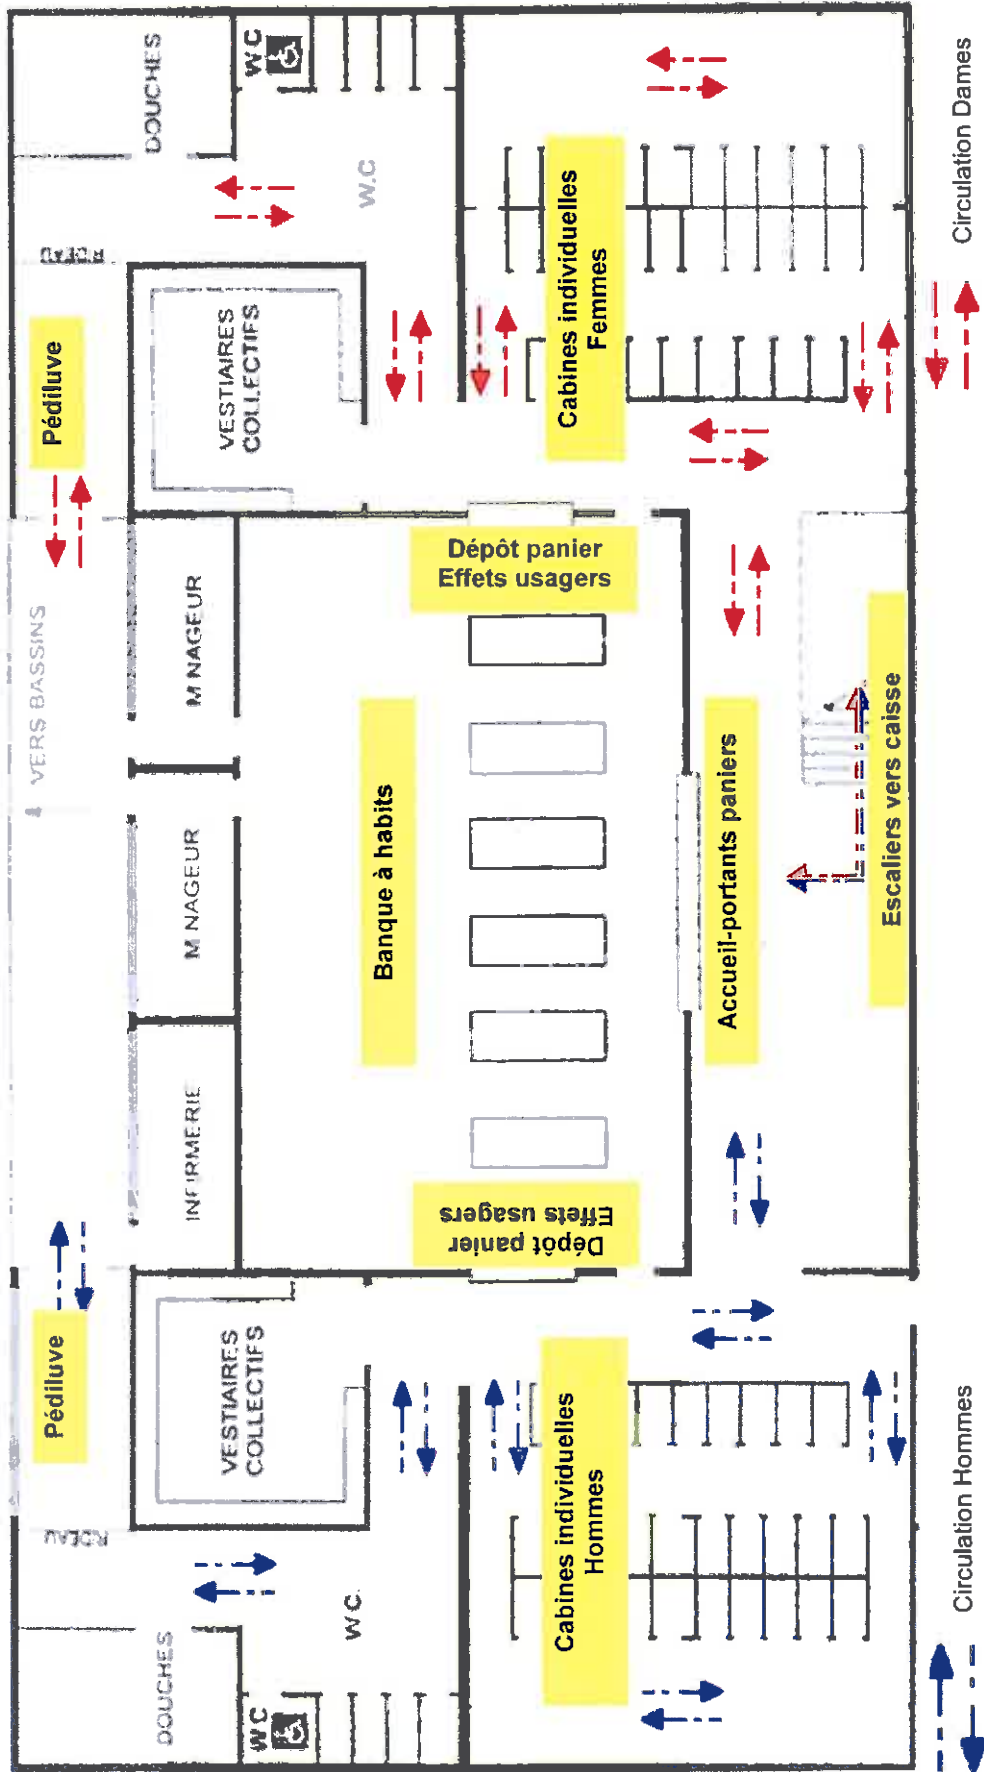 Pédiluve
VERS BASSINS
Pédiluve
RIDEAU
RIDEAU
DOUCHES
VESTIAIRES
COLLECTIFS
INFIRMERIE
M NAGEUR
M NAGEUR
VESTIAIRES
COLLECTIFS
DOUCHES
WC
W C.
W.C
WC
Banque à habits
Dépôt panier
Effets usagers
Dépôt panier
Effets usagers
Cabines individuelles
Hommes
Cabines individuelles
Femmes
Accueil-portants paniers
Escaliers vers caisse
Circulation Hommes
Circulation Dames